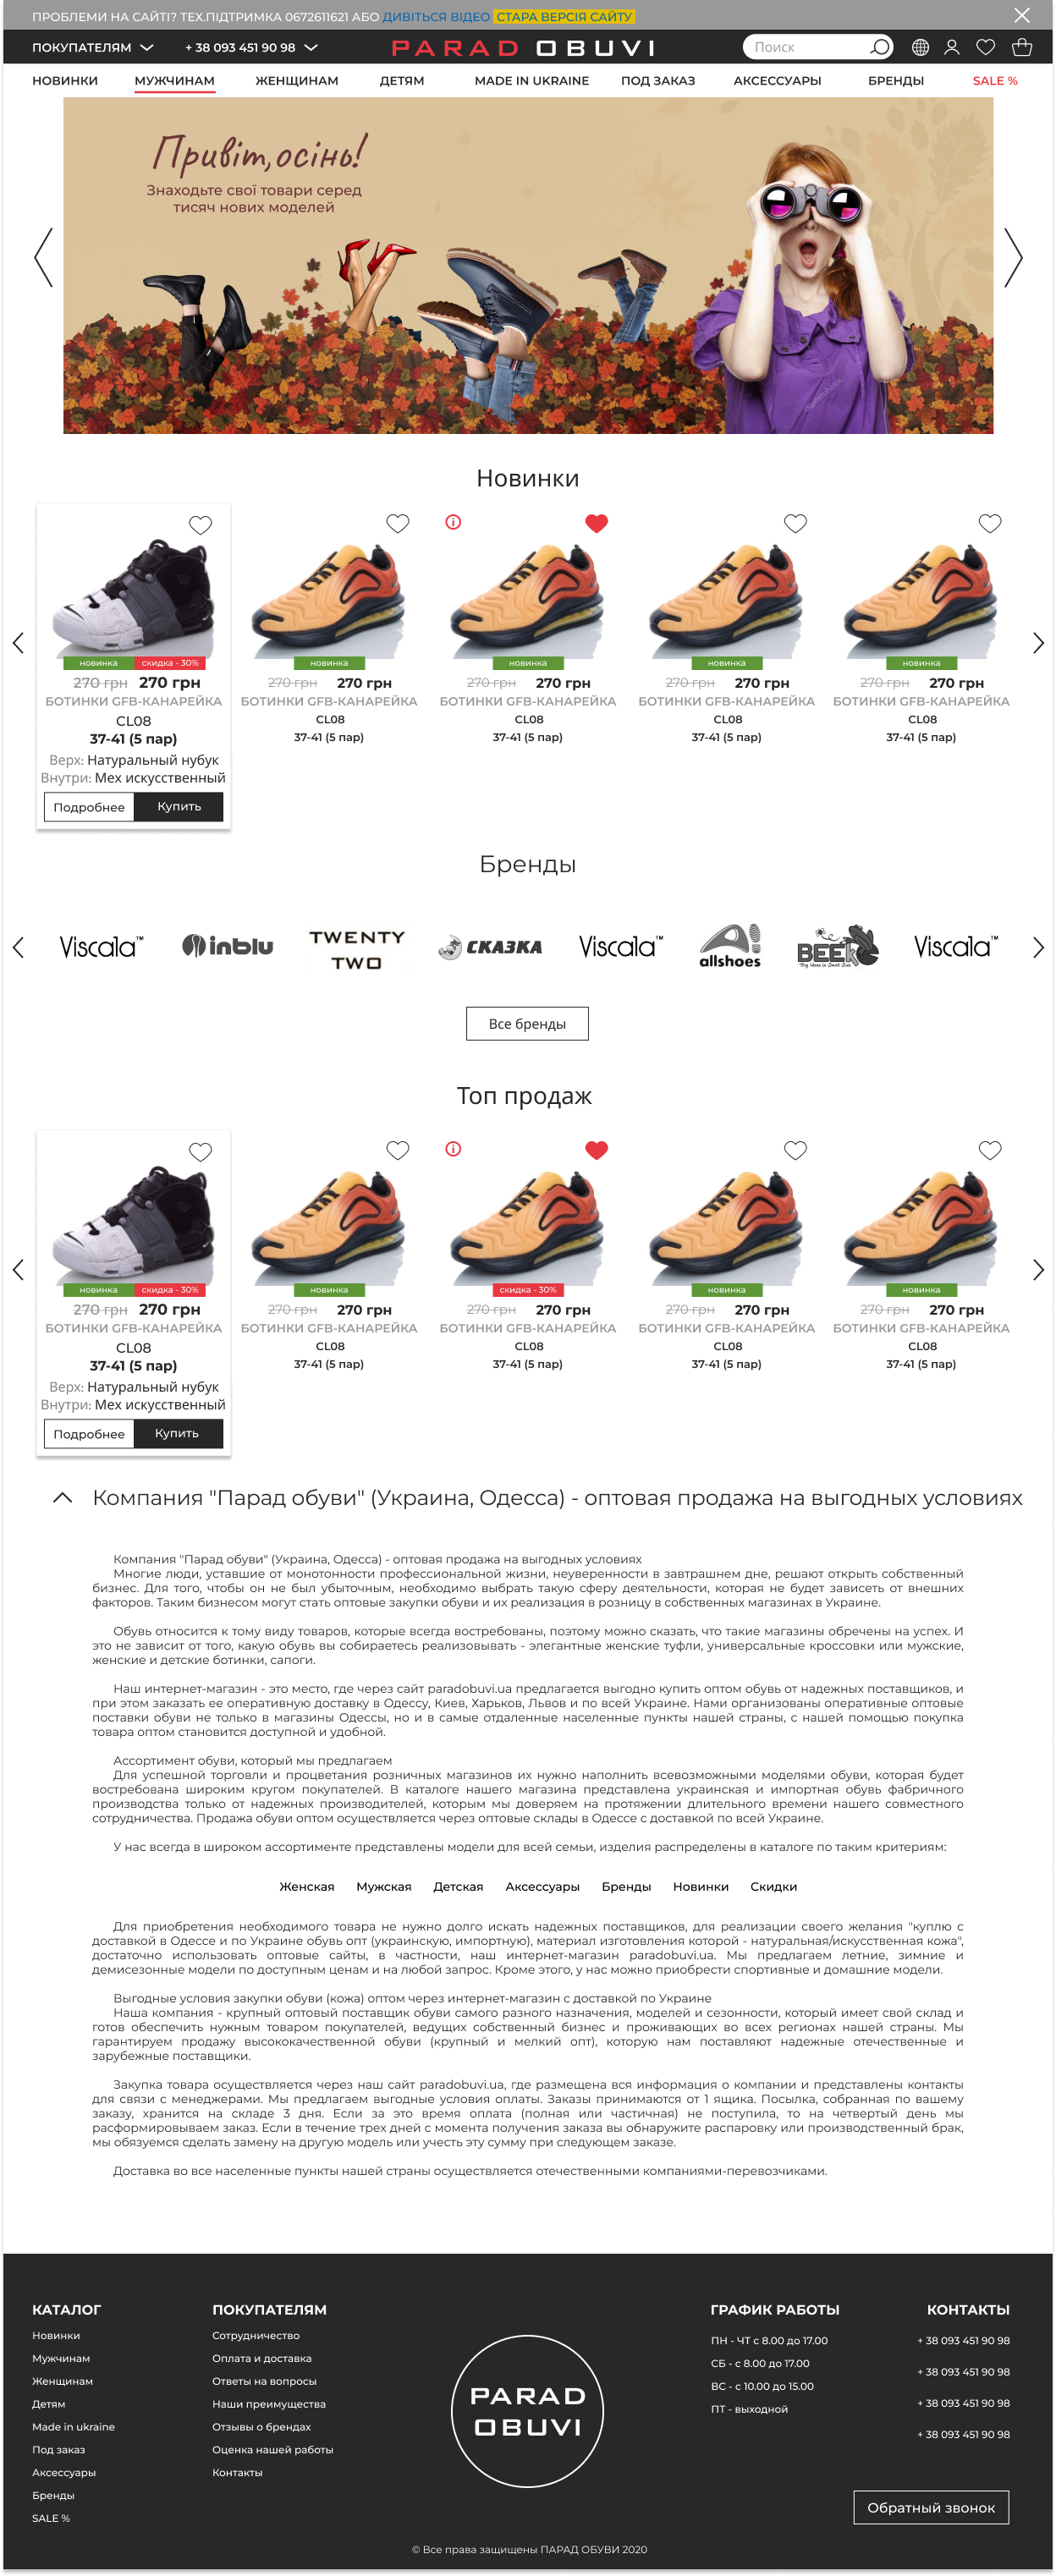 ПРОБЛЕМИ НА САЙТІ? ТЕХ.ПІДТРИМКА 0672611621 АБО ДИВІТЬСЯ ВІДЕО СТАРА ВЕРСІЯ САЙТУ
ПОКУПАТЕЛЯМ + 38 093 451 90 98 PARAD OBUVI Поиск
НОВИНКИ МУЖЧИНАМ ЖЕНЩИНАМ ДЕТЯМ MADE IN UKRAINE ПОД ЗАКАЗ АКСЕССУАРЫ БРЕНДЫ SALE %
Привіт,осінь!
Знаходьте свої товари серед
тисяч нових моделей
Новинки
новинка скидка - 30% новинка новинка новинка новинка
270 грн 270 грн 270 грн 270 грн 270 грн 270 грн 270 грн 270 грн 270 грн 270 грн
БОТИНКИ GFB-КАНАРЕЙКА БОТИНКИ GFB-КАНАРЕЙКА БОТИНКИ GFB-КАНАРЕЙКА БОТИНКИ GFB-КАНАРЕЙКА БОТИНКИ GFB-КАНАРЕЙКА
CL08 CL08 CL08 CL08 CL08
37-41 (5 пар) 37-41 (5 пар) 37-41 (5 пар) 37-41 (5 пар) 37-41 (5 пар)
Верх: Натуральный нубук
Внутри: Мех искусственный
Подробнее Купить
Бренды
Viscala™ inblu TWENTY TWO СКАЗКА Viscala™ allshoes BEEK Viscala™
Все бренды
Топ продаж
новинка скидка - 30% новинка скидка - 30% новинка новинка
270 грн 270 грн 270 грн 270 грн 270 грн 270 грн 270 грн 270 грн 270 грн 270 грн
БОТИНКИ GFB-КАНАРЕЙКА БОТИНКИ GFB-КАНАРЕЙКА БОТИНКИ GFB-КАНАРЕЙКА БОТИНКИ GFB-КАНАРЕЙКА БОТИНКИ GFB-КАНАРЕЙКА
CL08 CL08 CL08 CL08 CL08
37-41 (5 пар) 37-41 (5 пар) 37-41 (5 пар) 37-41 (5 пар) 37-41 (5 пар)
Верх: Натуральный нубук
Внутри: Мех искусственный
Подробнее Купить
Компания "Парад обуви" (Украина, Одесса) - оптовая продажа на выгодных условиях
Компания "Парад обуви" (Украина, Одесса) - оптовая продажа на выгодных условиях
Многие люди, уставшие от монотонности профессиональной жизни, неуверенности в завтрашнем дне, решают открыть собственный
бизнес. Для того, чтобы он не был убыточным, необходимо выбрать такую сферу деятельности, которая не будет зависеть от внешних
факторов. Таким бизнесом могут стать оптовые закупки обуви и их реализация в розницу в собственных магазинах в Украине.
Обувь относится к тому виду товаров, которые всегда востребованы, поэтому можно сказать, что такие магазины обречены на успех. И
это не зависит от того, какую обувь вы собираетесь реализовывать - элегантные женские туфли, универсальные кроссовки или мужские,
женские и детские ботинки, сапоги.
Наш интернет-магазин - это место, где через сайт paradobuvi.ua предлагается выгодно купить оптом обувь от надежных поставщиков, и
при этом заказать ее оперативную доставку в Одессу, Киев, Харьков, Львов и по всей Украине. Нами организованы оперативные оптовые
поставки обуви не только в магазины Одессы, но и в самые отдаленные населенные пункты нашей страны, с нашей помощью покупка
товара оптом становится доступной и удобной.
Ассортимент обуви, который мы предлагаем
Для успешной торговли и процветания розничных магазинов их нужно наполнить всевозможными моделями обуви, которая будет
востребована широким кругом покупателей. В каталоге нашего магазина представлена украинская и импортная обувь фабричного
производства только от надежных производителей, которым мы доверяем на протяжении длительного времени нашего совместного
сотрудничества. Продажа обуви оптом осуществляется через оптовые склады в Одессе с доставкой по всей Украине.
У нас всегда в широком ассортименте представлены модели для всей семьи, изделия распределены в каталоге по таким критериям:
Женская Мужская Детская Аксессуары Бренды Новинки Скидки
Для приобретения необходимого товара не нужно долго искать надежных поставщиков, для реализации своего желания "куплю с
доставкой в Одессе и по Украине обувь опт (украинскую, импортную), материал изготовления которой - натуральная/искусственная кожа",
достаточно использовать оптовые сайты, в частности, наш интернет-магазин paradobuvi.ua. Мы предлагаем летние, зимние и
демисезонные модели по доступным ценам и на любой запрос. Кроме этого, у нас можно приобрести спортивные и домашние модели.
Выгодные условия закупки обуви (кожа) оптом через интернет-магазин с доставкой по Украине
Наша компания - крупный оптовый поставщик обуви самого разного назначения, моделей и сезонности, который имеет свой склад и
готов обеспечить нужным товаром покупателей, ведущих собственный бизнес и проживающих во всех регионах нашей страны. Мы
гарантируем продажу высококачественной обуви (крупный и мелкий опт), которую нам поставляют надежные отечественные и
зарубежные поставщики.
Закупка товара осуществляется через наш сайт paradobuvi.ua, где размещена вся информация о компании и представлены контакты
для связи с менеджерами. Мы предлагаем выгодные условия оплаты. Заказы принимаются от 1 ящика. Посылка, собранная по вашему
заказу, хранится на складе 3 дня. Если за это время оплата (полная или частичная) не поступила, то на четвертый день мы
расформировываем заказ. Если в течение трех дней с момента получения заказа вы обнаружите распаровку или производственный брак,
мы обязуемся сделать замену на другую модель или учесть эту сумму при следующем заказе.
Доставка во все населенные пункты нашей страны осуществляется отечественными компаниями-перевозчиками.
КАТАЛОГ
Новинки
Мужчинам
Женщинам
Детям
Made in ukraine
Под заказ
Аксессуары
Бренды
SALE %
ПОКУПАТЕЛЯМ
Сотрудничество
Оплата и доставка
Ответы на вопросы
Наши преимущества
Отзывы о брендах
Оценка нашей работы
Контакты
PARAD
OBUVI
ГРАФИК РАБОТЫ
ПН - ЧТ с 8.00 до 17.00
СБ - с 8.00 до 17.00
ВС - с 10.00 до 15.00
ПТ - выходной
КОНТАКТЫ
+ 38 093 451 90 98
+ 38 093 451 90 98
+ 38 093 451 90 98
+ 38 093 451 90 98
Обратный звонок
© Все права защищены ПАРАД ОБУВИ 2020